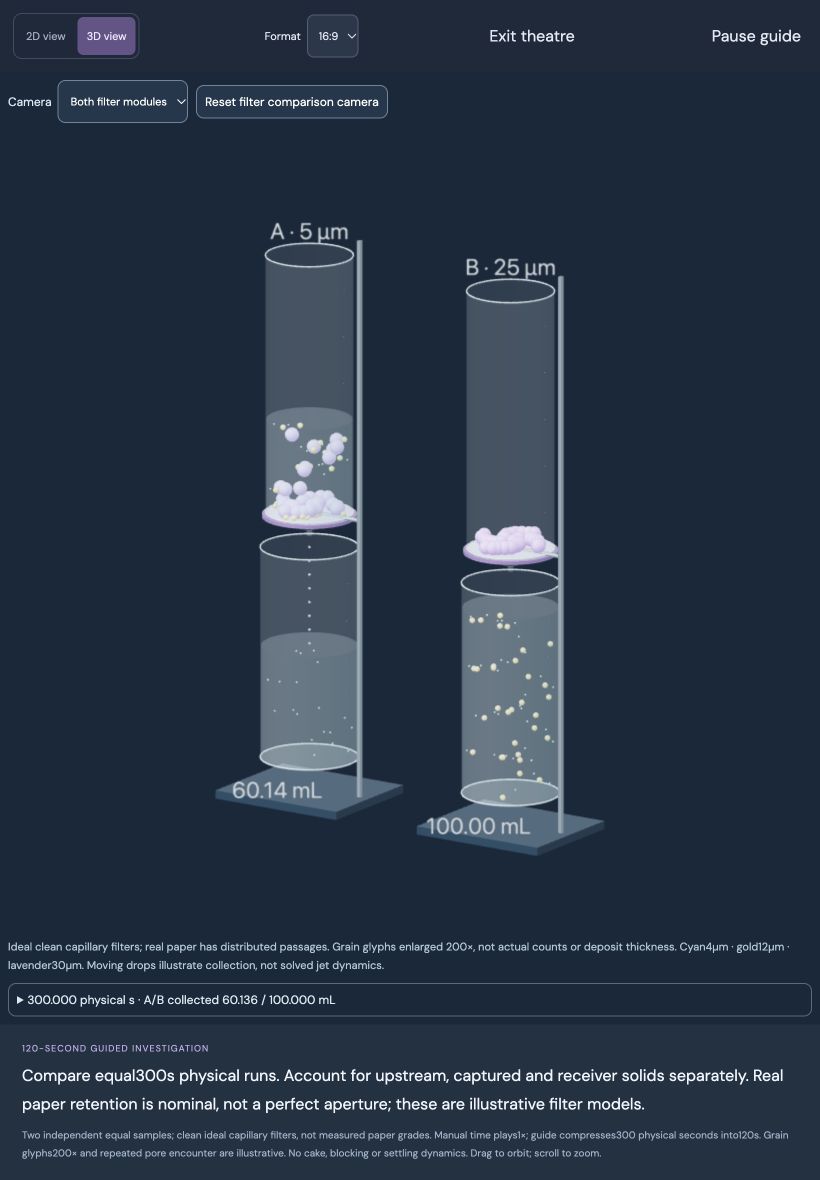 2D view 3D view Format 16:9 Exit theatre Pause guide
Camera Both filter modules Reset filter comparison camera
A · 5 μm
B · 25 μm
60.14 mL
100.00 mL
Ideal clean capillary filters; real paper has distributed passages. Grain glyphs enlarged 200×, not actual counts or deposit thickness. Cyan4μm · gold12μm ·
lavender30μm. Moving drops illustrate collection, not solved jet dynamics.
300.000 physical s · A/B collected 60.136 / 100.000 mL
120-SECOND GUIDED INVESTIGATION
Compare equal300s physical runs. Account for upstream, captured and receiver solids separately. Real
paper retention is nominal, not a perfect aperture; these are illustrative filter models.
Two independent equal samples; clean ideal capillary filters, not measured paper grades. Manual time plays1×; guide compresses300 physical seconds into120s. Grain
glyphs200× and repeated pore encounter are illustrative. No cake, blocking or settling dynamics. Drag to orbit; scroll to zoom.